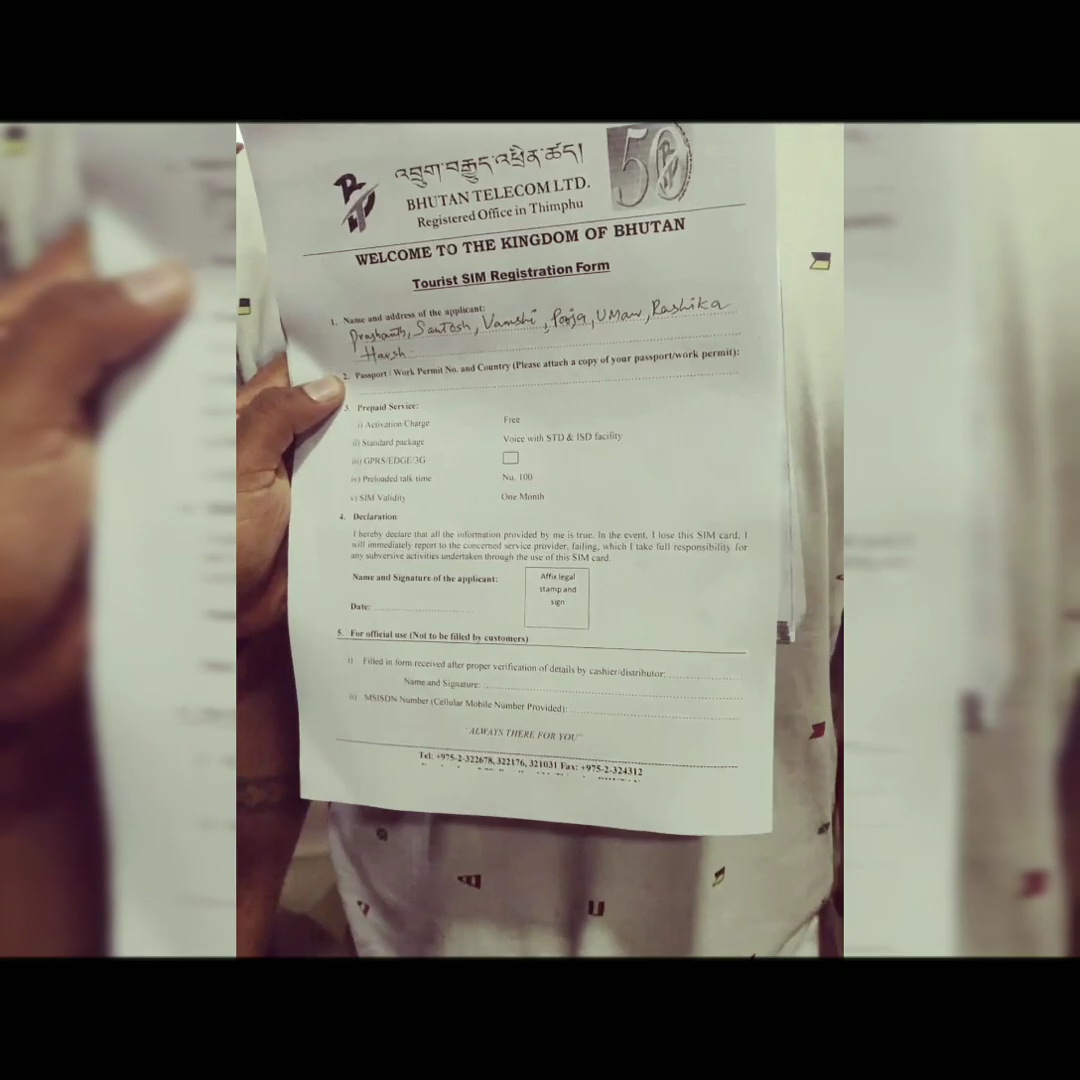 འབྲུག་བརྒྱུད་འཕྲིན་ཚད།
50
BT
BHUTAN TELECOM LTD.
Registered Office in Thimphu
WELCOME TO THE KINGDOM OF BHUTAN
Tourist SIM Registration Form
1. Name and address of the applicant:
Prashanth, Santosh, Vamshi, Pooja, UMan, Rashika
Harsh
2. Passport / Work Permit No. and Country (Please attach a copy of your passport/work permit):
3. Prepaid Service:
i) Activation Charge Free
ii) Standard package Voice with STD & ISD facility
iii) GPRS/EDGE/3G
iv) Preloaded talk time Nu. 100
v) SIM Validity One Month
4. Declaration
I hereby declare that all the information provided by me is true. In the event, I lose this SIM card, I
will immediately report to the concerned service provider, failing, which I take full responsibility for
any subversive activities undertaken through the use of this SIM card.
Name and Signature of the applicant:
Affix legal
stamp and
sign
Date:
5. For official use (Not to be filled by customers)
i) Filled in form received after proper verification of details by cashier/distributor:
Name and Signature:
ii) MSISDN Number (Cellular Mobile Number Provided):
"ALWAYS THERE FOR YOU"
Tel: +975-2-322678, 322176, 321031 Fax: +975-2-324312